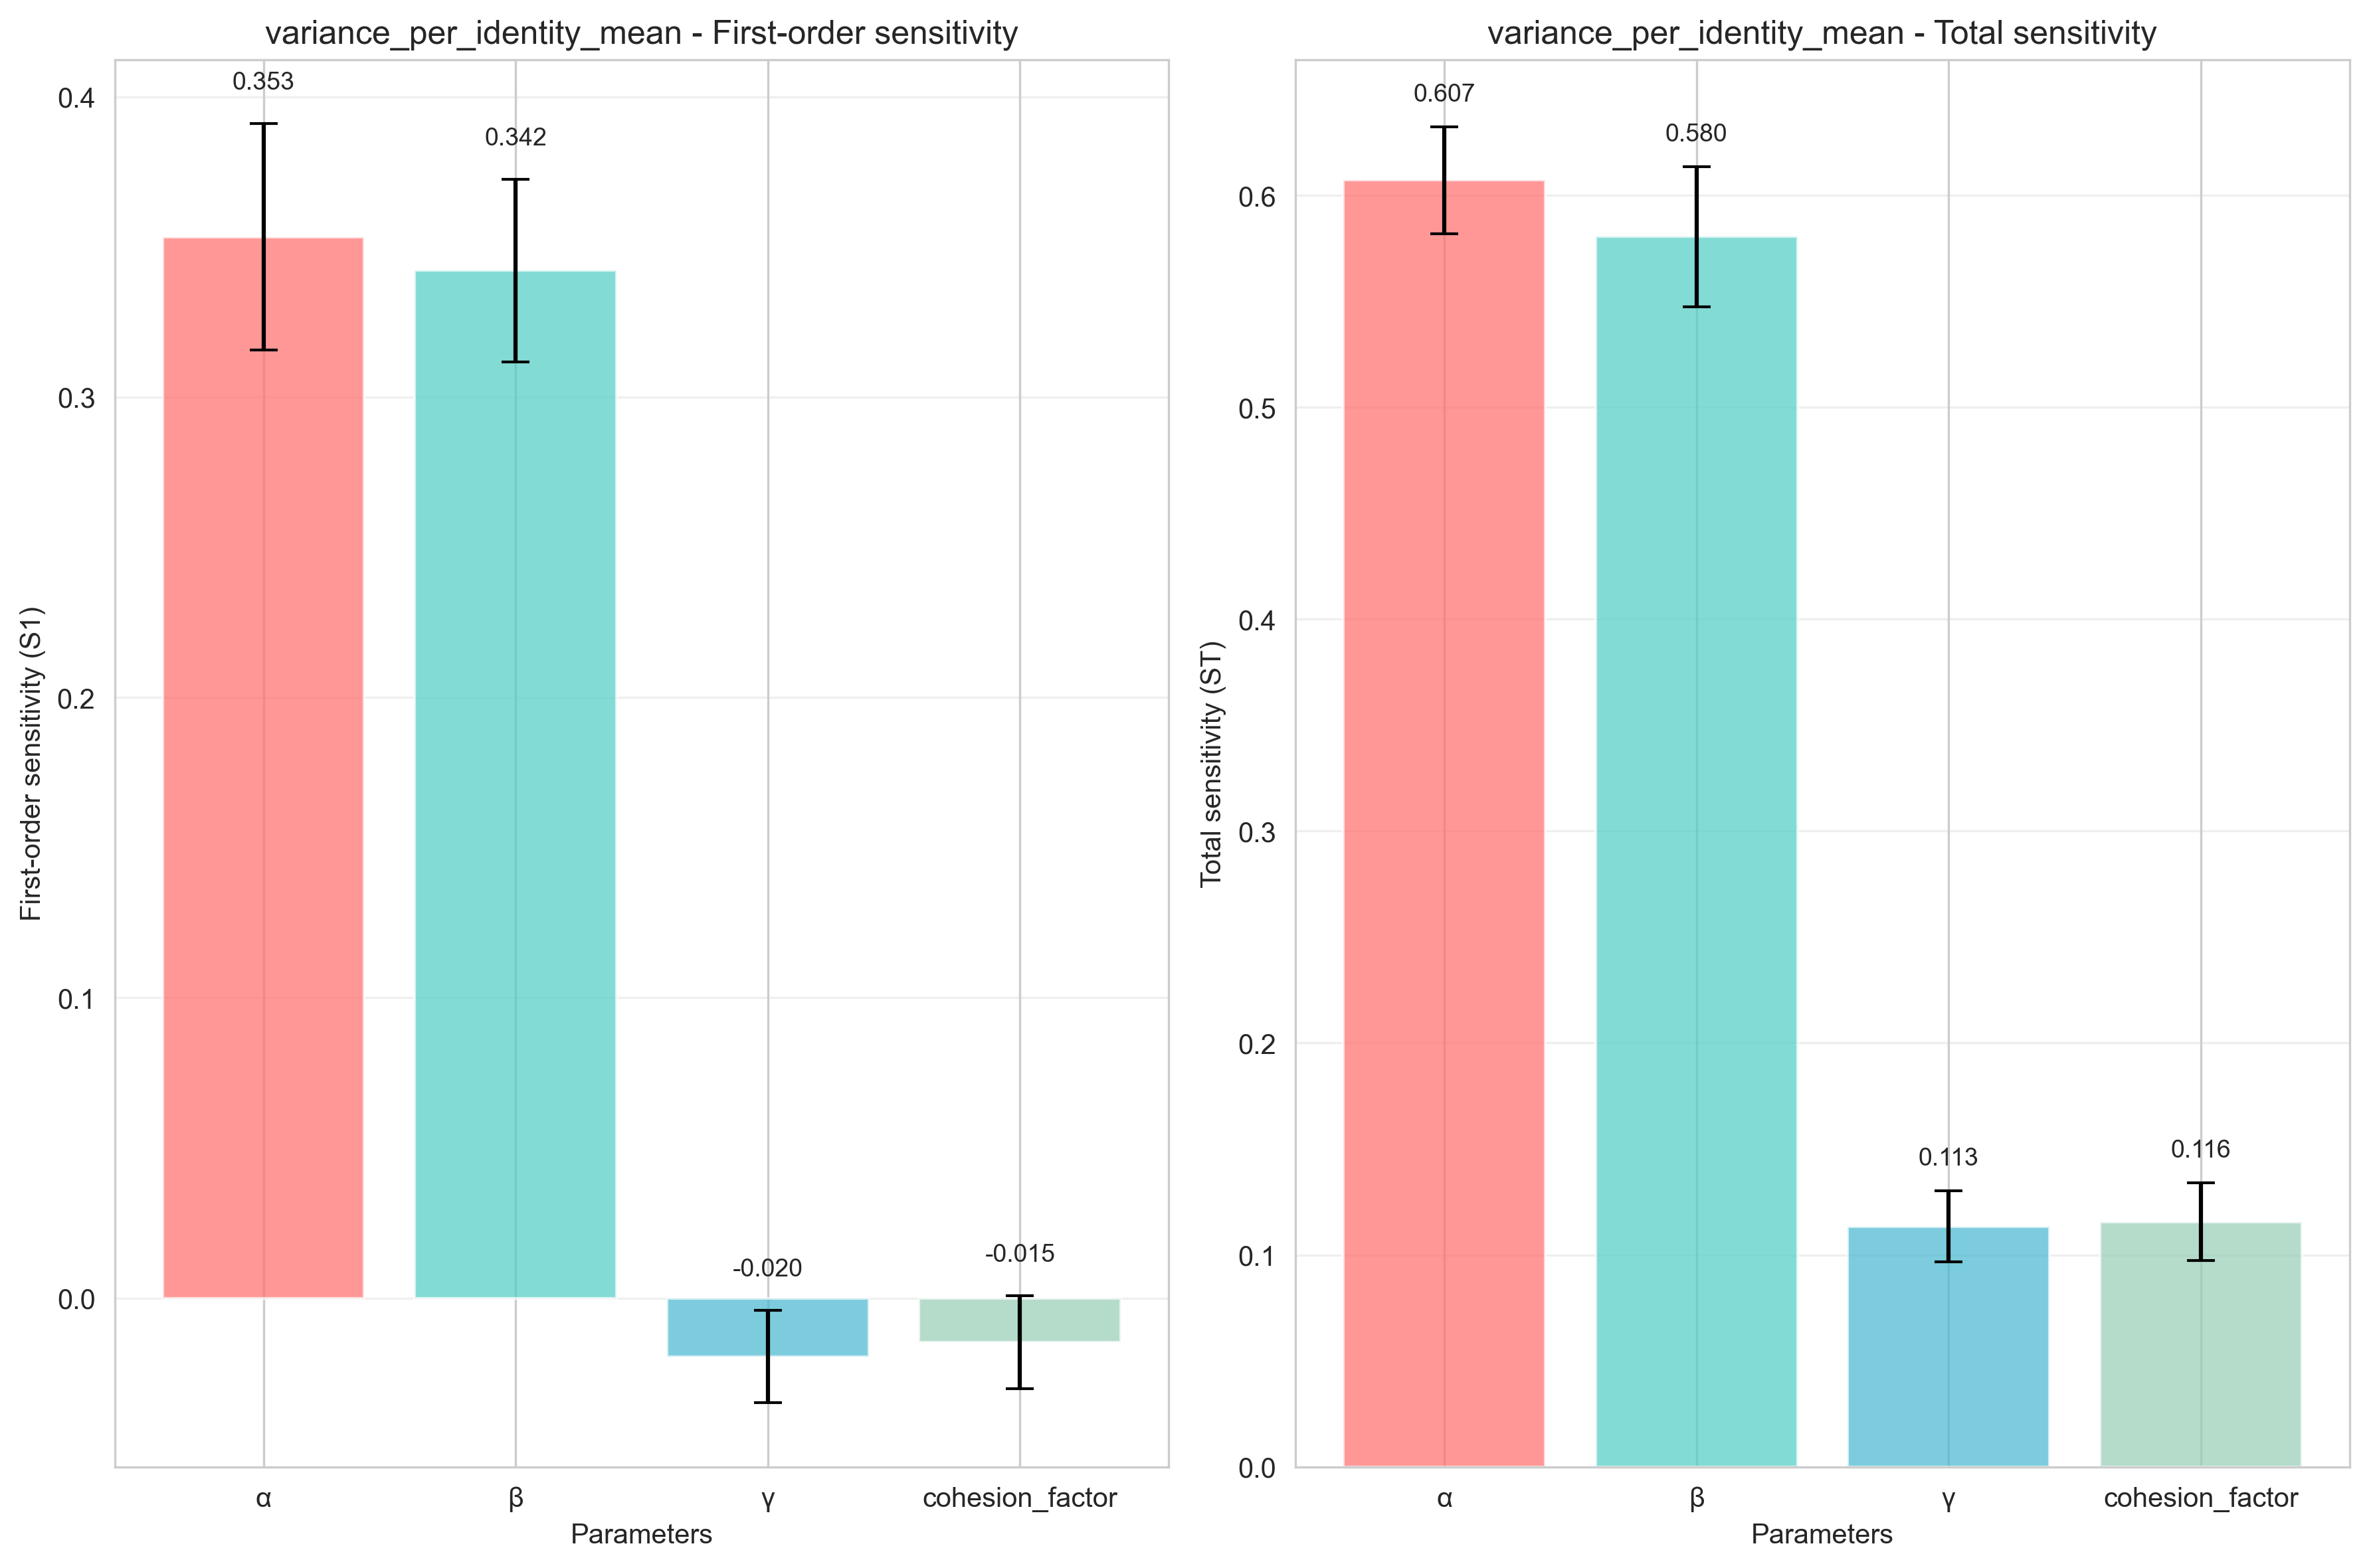 variance_per_identity_mean - First-order sensitivity
First-order sensitivity (S1)
0.4
0.3
0.2
0.1
0.0
0.353
0.342
-0.020
-0.015
α
β
γ
cohesion_factor
Parameters
variance_per_identity_mean - Total sensitivity
Total sensitivity (ST)
0.6
0.5
0.4
0.3
0.2
0.1
0.0
0.607
0.580
0.113
0.116
α
β
γ
cohesion_factor
Parameters